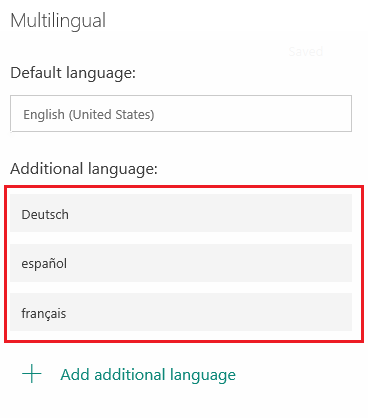 Multilingual
Saved
Default language:
English (United States)
Additional language:
Deutsch
español
français
Add additional language